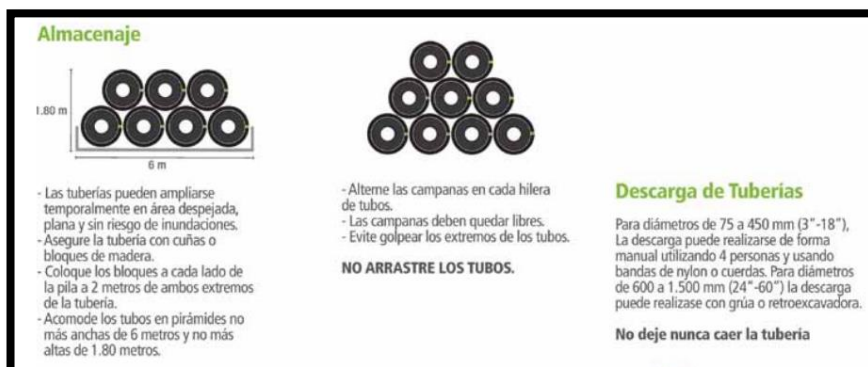 Almacenaje
1.80 m
6 m
- Las tuberías pueden ampliarse
temporalmente en área despejada,
plana y sin riesgo de inundaciones.
- Asegure la tubería con cuñas o
bloques de madera.
- Coloque los bloques a cada lado de
la pila a 2 metros de ambos extremos
de la tubería.
- Acomode los tubos en pirámides no
más anchas de 6 metros y no más
altas de 1.80 metros.
- Alterne las campanas en cada hilera
de tubos.
- Las campanas deben quedar libres.
- Evite golpear los extremos de los tubos.
NO ARRASTRE LOS TUBOS.
Descarga de Tuberías
Para diámetros de 75 a 450 mm (3"-18"),
La descarga puede realizarse de forma
manual utilizando 4 personas y usando
bandas de nylon o cuerdas. Para diámetros
de 600 a 1.500 mm (24"-60") la descarga
puede realizase con grúa o retroexcavadora.
No deje nunca caer la tubería